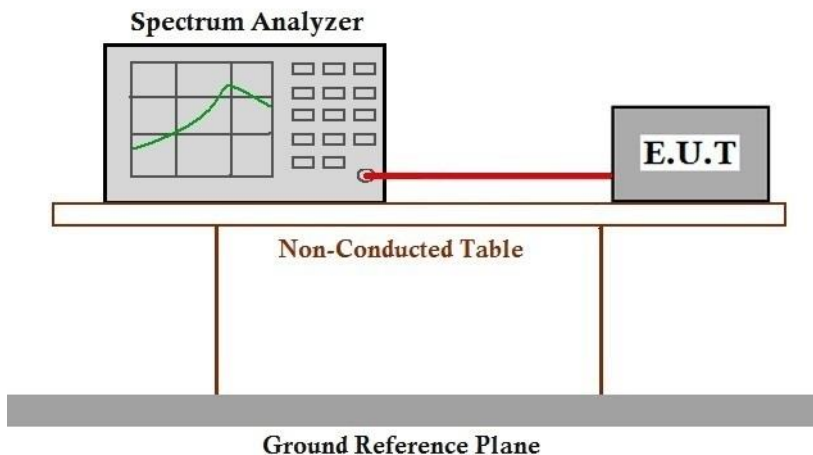 Spectrum Analyzer
E.U.T
Non-Conducted Table
Ground Reference Plane